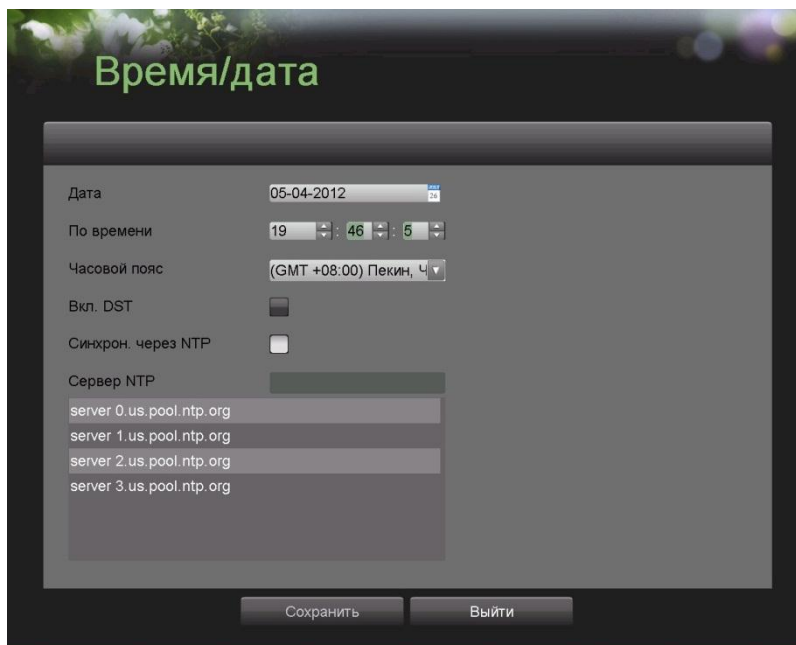 Время/дата
Дата 05-04-2012
По времени 19 : 46 : 5
Часовой пояс (GMT +08:00) Пекин, Ч
Вкл. DST
Синхрон. через NTP
Сервер NTP
server 0.us.pool.ntp.org
server 1.us.pool.ntp.org
server 2.us.pool.ntp.org
server 3.us.pool.ntp.org
Сохранить Выйти